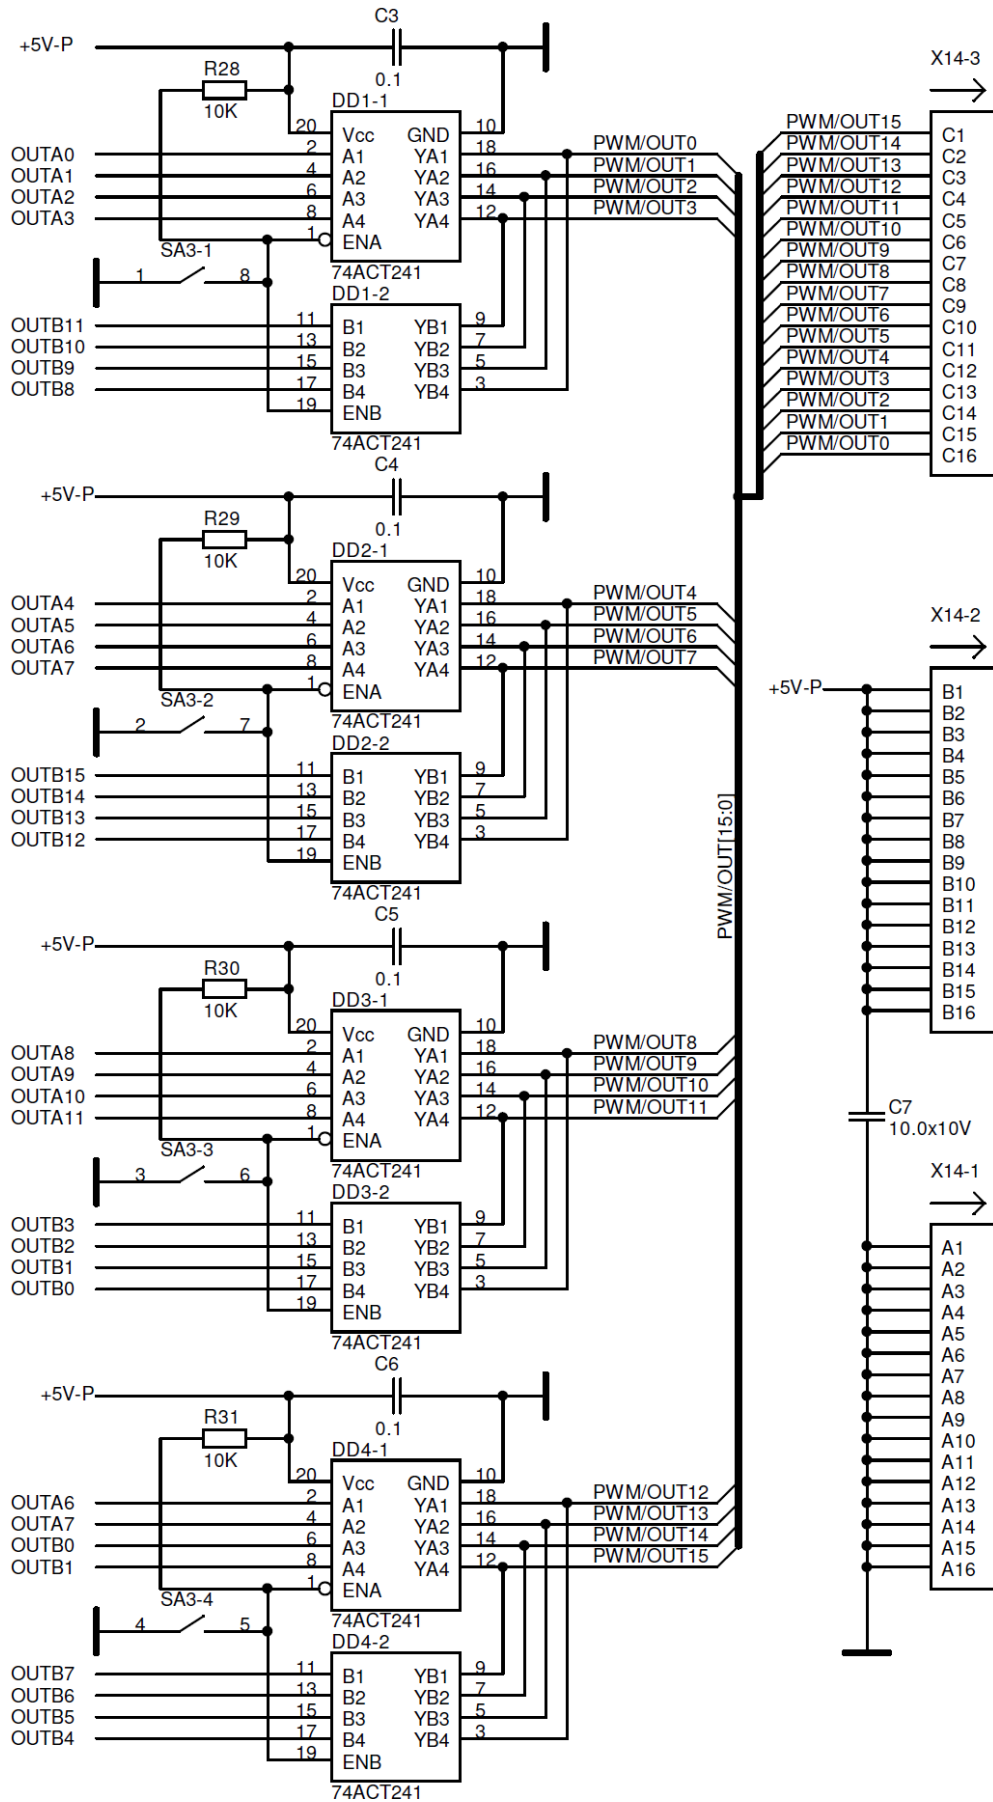 C3
+5V-P
0.1
R28
10K
DD1-1
20 Vcc GND 10
OUTA0 2 A1 YA1 18 PWM/OUT0
OUTA1 4 A2 YA2 16 PWM/OUT1
OUTA2 6 A3 YA3 14 PWM/OUT2
OUTA3 8 A4 YA4 12 PWM/OUT3
1 ENA
SA3-1
1 8
74ACT241
DD1-2
OUTB11 11 B1 YB1 9
OUTB10 13 B2 YB2 7
OUTB9 15 B3 YB3 5
OUTB8 17 B4 YB4 3
19 ENB
74ACT241
C4
+5V-P
0.1
R29
10K
DD2-1
20 Vcc GND 10
OUTA4 2 A1 YA1 18 PWM/OUT4
OUTA5 4 A2 YA2 16 PWM/OUT5
OUTA6 6 A3 YA3 14 PWM/OUT6
OUTA7 8 A4 YA4 12 PWM/OUT7
1 ENA
SA3-2
2 7
74ACT241
DD2-2
OUTB15 11 B1 YB1 9
OUTB14 13 B2 YB2 7
OUTB13 15 B3 YB3 5
OUTB12 17 B4 YB4 3
19 ENB
74ACT241
C5
+5V-P
0.1
R30
10K
DD3-1
20 Vcc GND 10
OUTA8 2 A1 YA1 18 PWM/OUT8
OUTA9 4 A2 YA2 16 PWM/OUT9
OUTA10 6 A3 YA3 14 PWM/OUT10
OUTA11 8 A4 YA4 12 PWM/OUT11
1 ENA
SA3-3
3 6
74ACT241
DD3-2
OUTB3 11 B1 YB1 9
OUTB2 13 B2 YB2 7
OUTB1 15 B3 YB3 5
OUTB0 17 B4 YB4 3
19 ENB
74ACT241
C6
+5V-P
0.1
R31
10K
DD4-1
20 Vcc GND 10
OUTA6 2 A1 YA1 18 PWM/OUT12
OUTA7 4 A2 YA2 16 PWM/OUT13
OUTB0 6 A3 YA3 14 PWM/OUT14
OUTB1 8 A4 YA4 12 PWM/OUT15
1 ENA
SA3-4
4 5
74ACT241
DD4-2
OUTB7 11 B1 YB1 9
OUTB6 13 B2 YB2 7
OUTB5 15 B3 YB3 5
OUTB4 17 B4 YB4 3
19 ENB
74ACT241
PWM/OUT[15:0]
X14-3
PWM/OUT15 C1
PWM/OUT14 C2
PWM/OUT13 C3
PWM/OUT12 C4
PWM/OUT11 C5
PWM/OUT10 C6
PWM/OUT9 C7
PWM/OUT8 C8
PWM/OUT7 C9
PWM/OUT6 C10
PWM/OUT5 C11
PWM/OUT4 C12
PWM/OUT3 C13
PWM/OUT2 C14
PWM/OUT1 C15
PWM/OUT0 C16
X14-2
+5V-P B1
B2
B3
B4
B5
B6
B7
B8
B9
B10
B11
B12
B13
B14
B15
B16
C7
10.0x10V
X14-1
A1
A2
A3
A4
A5
A6
A7
A8
A9
A10
A11
A12
A13
A14
A15
A16